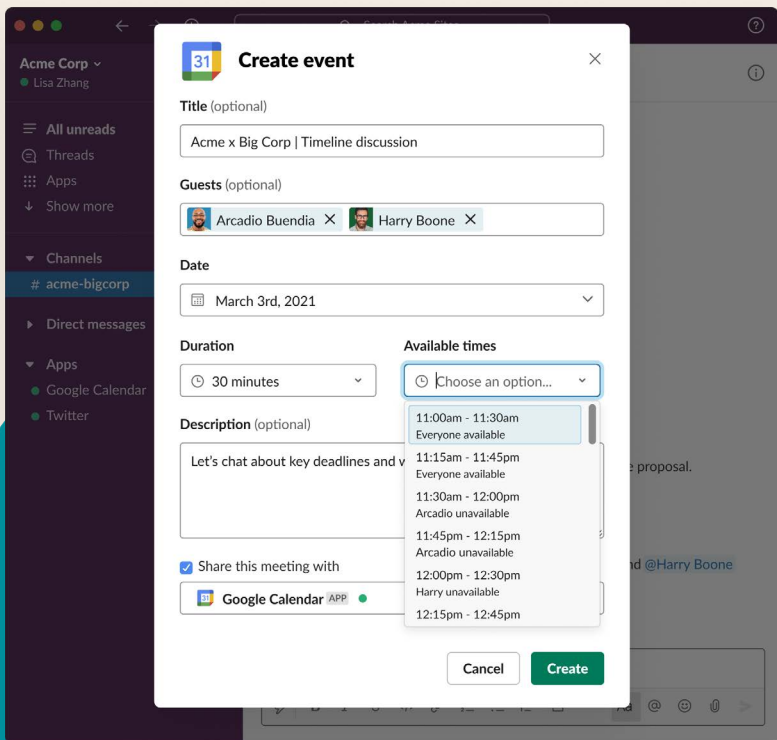 Search Acme Sites
Acme Corp
Lisa Zhang
All unreads
Threads
Apps
Show more
Channels
# acme-bigcorp
Direct messages
Apps
Google Calendar
Twitter
31
Create event
Title (optional)
Acme x Big Corp | Timeline discussion
Guests (optional)
Arcadio Buendia
Harry Boone
Date
March 3rd, 2021
Duration
Available times
30 minutes
Choose an option...
11:00am - 11:30am
Everyone available
11:15am - 11:45pm
Everyone available
11:30am - 12:00pm
Arcadio unavailable
11:45pm - 12:15pm
Arcadio unavailable
12:00pm - 12:30pm
Harry unavailable
12:15pm - 12:45pm
Description (optional)
Let's chat about key deadlines and
Share this meeting with
31 Google Calendar APP
Cancel
Create
proposal.
@Harry Boone
Aa